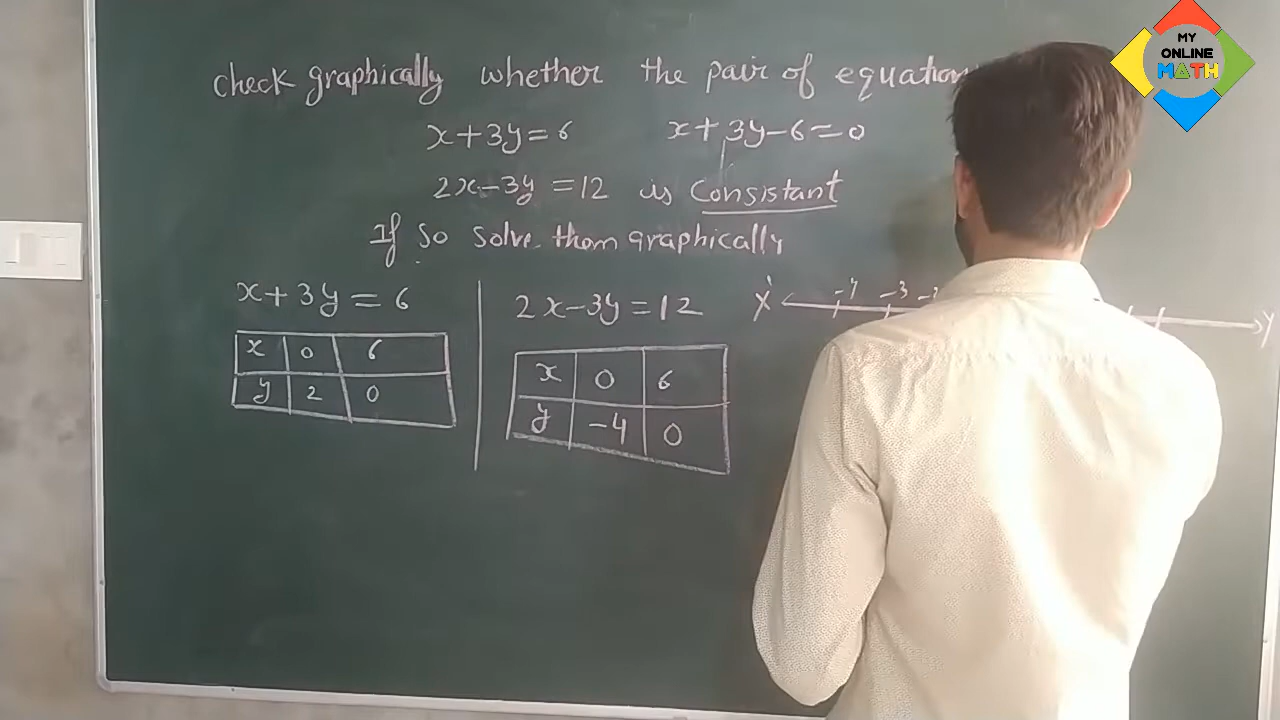 check graphically whether the pair of equations
x+3y=6 x+3y-6=0
2x-3y=12 is Consistant
If so solve them graphically
x+3y=6
x 0 6
y 2 0
2x-3y=12
x 0 6
y -4 0
X' -4 -3
MY
ONLINE
MATH